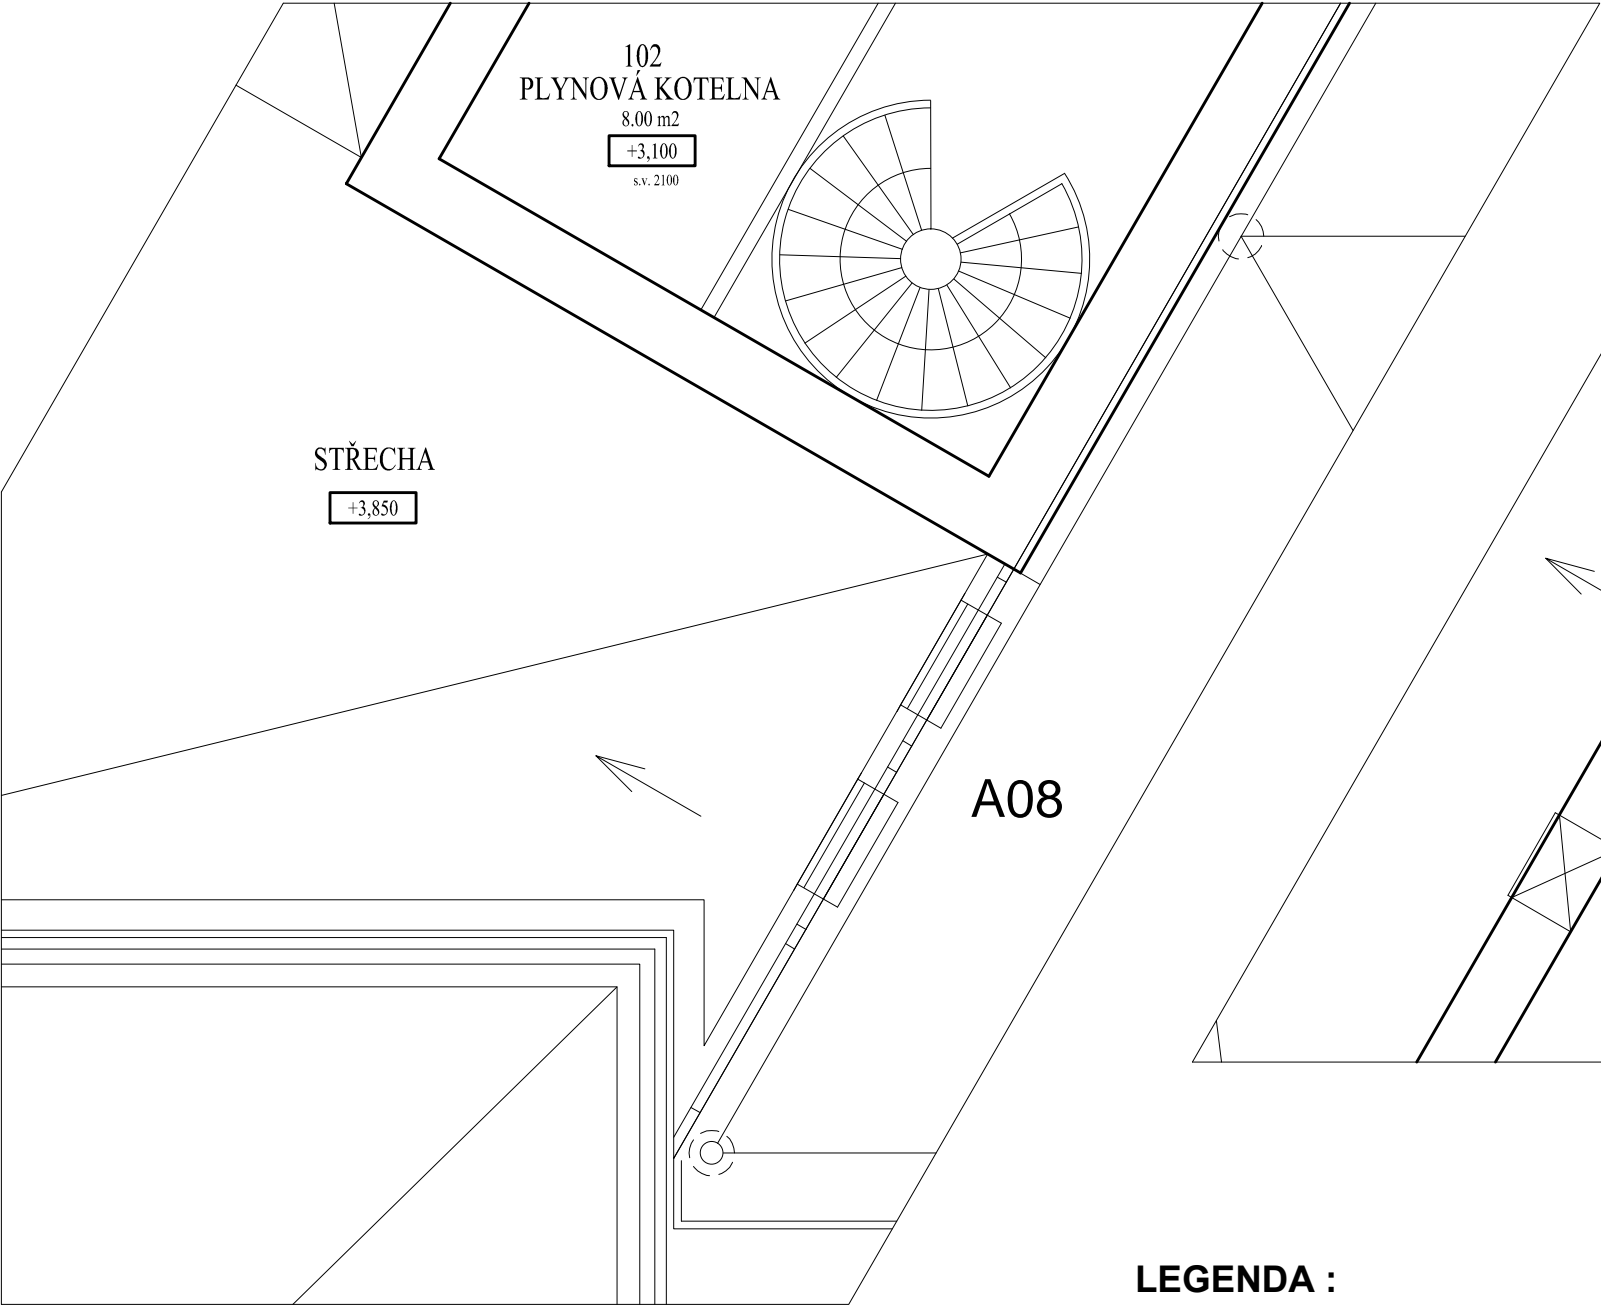 102
PLYNOVÁ KOTELNA
8.00 m2
+3,100
s.v. 2100
STŘECHA
+3,850
A08
LEGENDA :